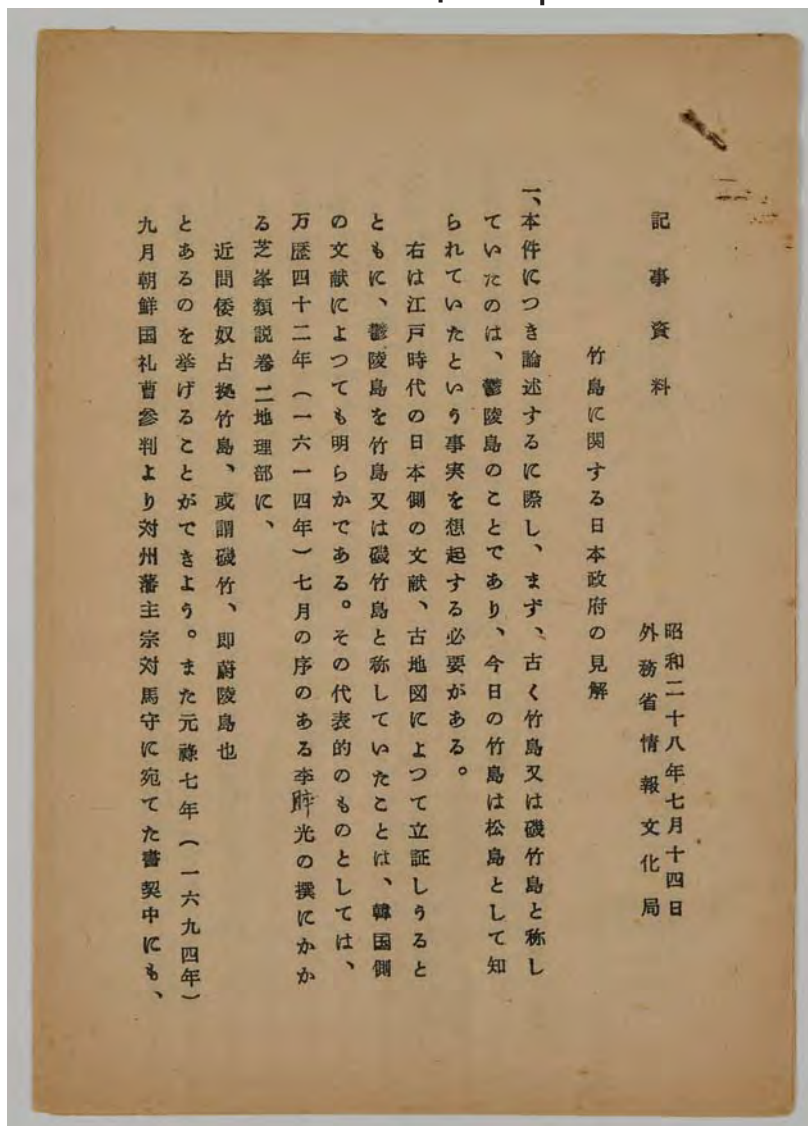 記事資料
昭和二十八年七月十四日
外務省情報文化局
竹島に関する日本政府の見解
一、本件につき論述するに際し、まず、古く竹島又は磯竹島と称し
ていたのは、鬱陵島のことであり、今日の竹島は松島として知
られていたという事実を想起する必要がある。
右は江戸時代の日本側の文献、古地図によつて立証しうると
ともに、鬱陵島を竹島又は磯竹島と称していたことは、韓国側
の文献によつても明らかである。その代表的のものとしては、
万歴四十二年(一六一四年)七月の序のある李睟光の撰にかか
る芝峯類説巻二地理部に、
近間倭奴占拠竹島、或謂磯竹、即蔚陵島也
とあるのを挙げることができよう。また元祿七年(一六九四年)
九月朝鮮国礼曹参判より対州藩主宗対馬守に宛てた書契中にも、